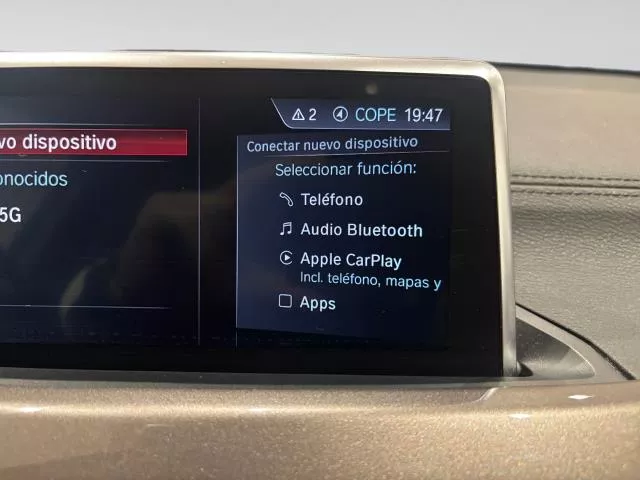 2 COPE 19:47
vo dispositivo
onocidos
5G
Conectar nuevo dispositivo
Seleccionar función:
Teléfono
Audio Bluetooth
Apple CarPlay
Incl. teléfono, mapas y
Apps